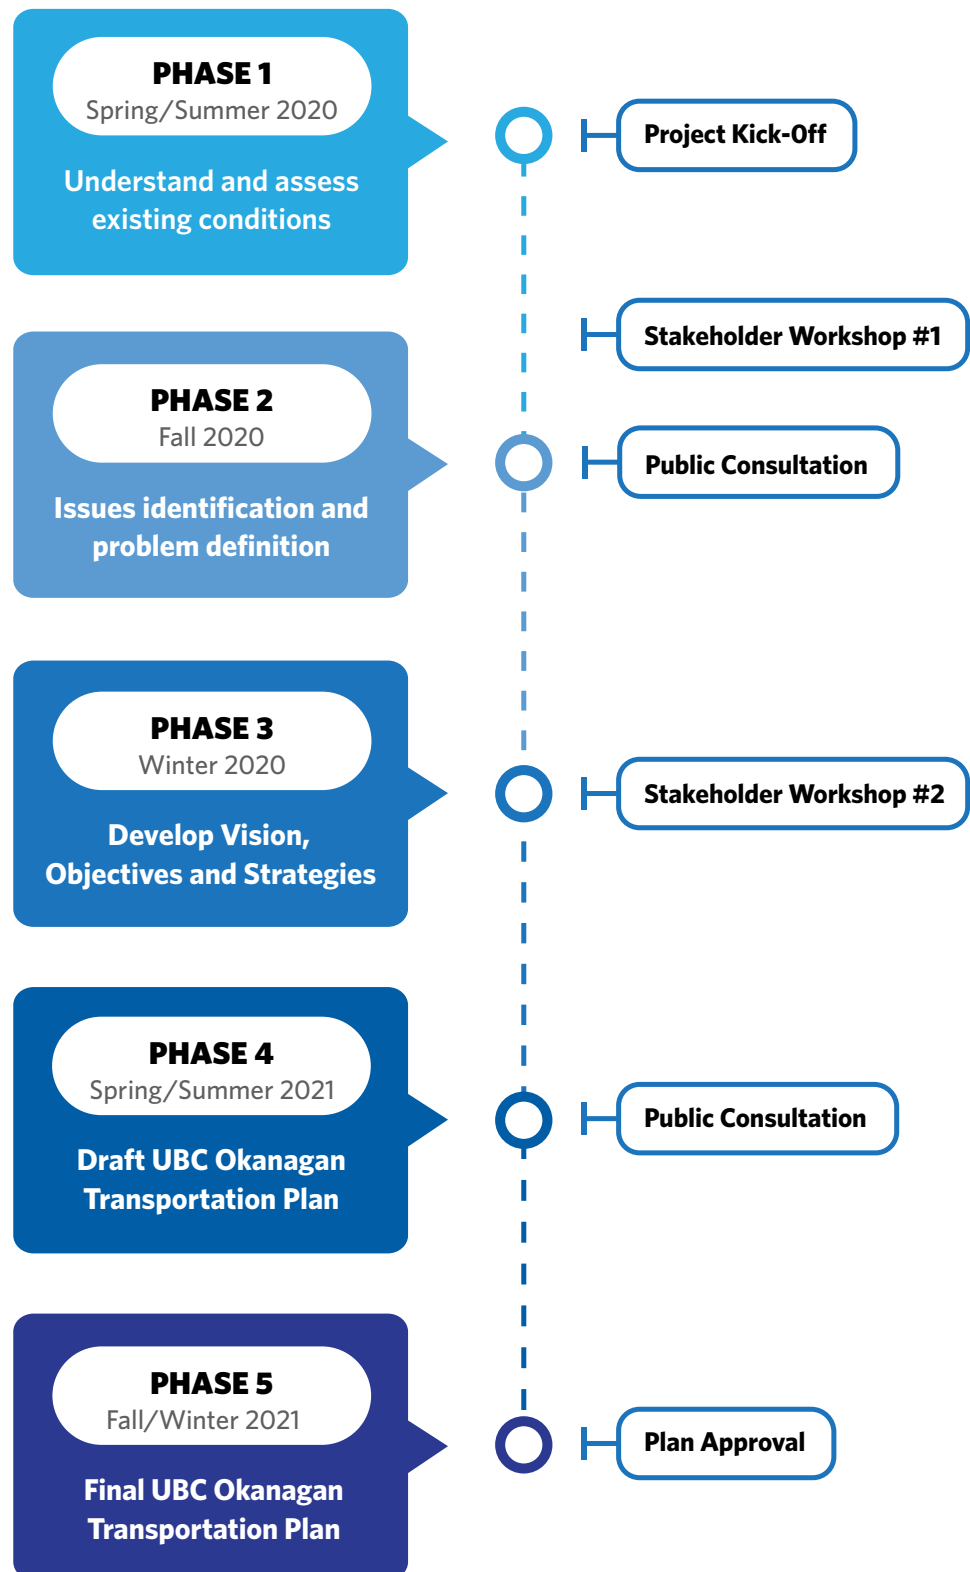 PHASE 1
Spring/Summer 2020
Understand and assess
existing conditions
Project Kick-Off
Stakeholder Workshop #1
PHASE 2
Fall 2020
Issues identification and
problem definition
Public Consultation
PHASE 3
Winter 2020
Develop Vision,
Objectives and Strategies
Stakeholder Workshop #2
PHASE 4
Spring/Summer 2021
Draft UBC Okanagan
Transportation Plan
Public Consultation
PHASE 5
Fall/Winter 2021
Final UBC Okanagan
Transportation Plan
Plan Approval